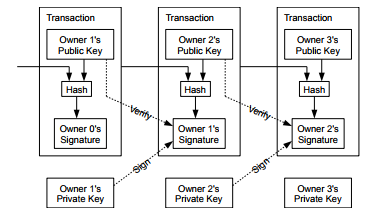 Transaction
Transaction
Transaction
Owner 1's
Public Key
Owner 2's
Public Key
Owner 3's
Public Key
Hash
Hash
Hash
Verify
Verify
Owner 0's
Signature
Owner 1's
Signature
Owner 2's
Signature
Sign
Sign
Owner 1's
Private Key
Owner 2's
Private Key
Owner 3's
Private Key